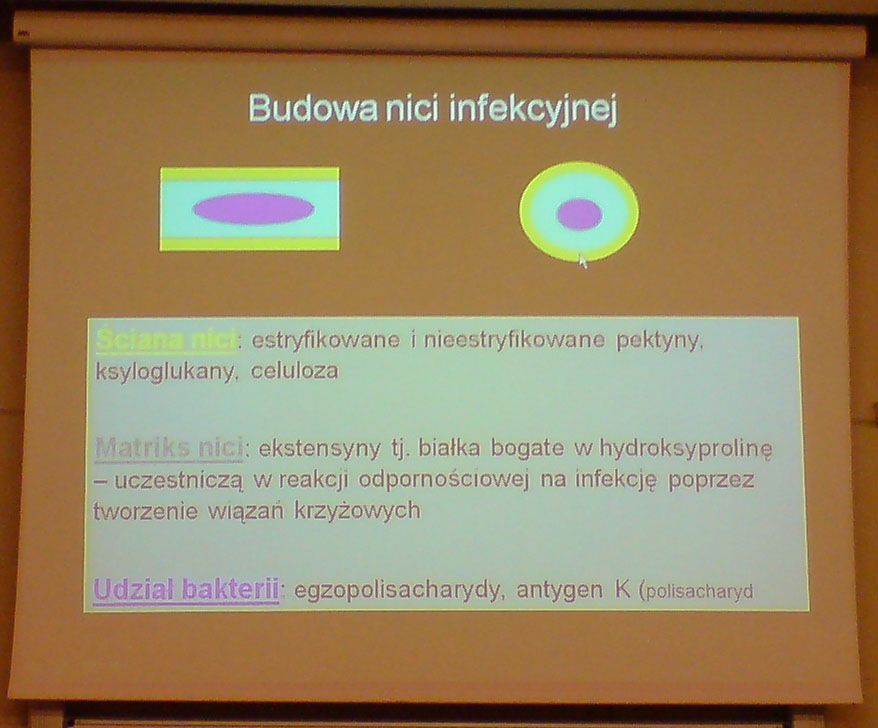 Budowa nici infekcyjnej
Ściana nici: estryfikowane i nieestryfikowane pektyny,
ksyloglukany, celuloza
Matriks nici: ekstensyny tj. białka bogate w hydroksyprolinę
– uczestniczą w reakcji odpornościowej na infekcję poprzez
tworzenie wiązań krzyżowych
Udział bakterii: egzopolisacharydy, antygen K (polisacharyd